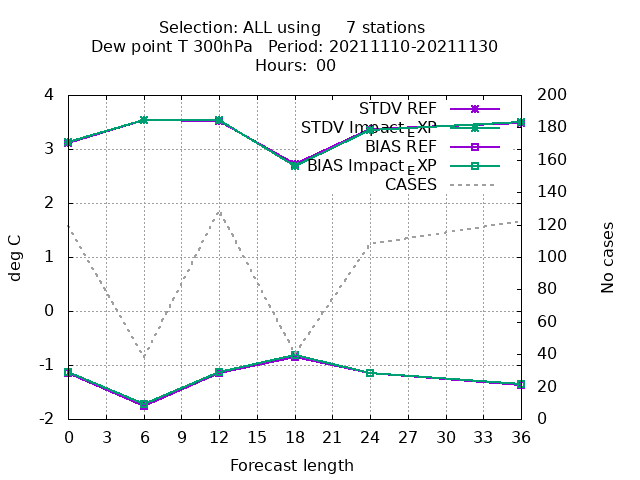 Selection: ALL using 7 stations
Dew point T 300hPa Period: 20211110-20211130
Hours: 00
STDV REF
STDV Impact_EXP
BIAS REF
BIAS Impact_EXP
CASES
4
3
2
1
0
-1
-2
deg C
200
180
160
140
120
100
80
60
40
20
0
No cases
0 3 6 9 12 15 18 21 24 27 30 33 36
Forecast length